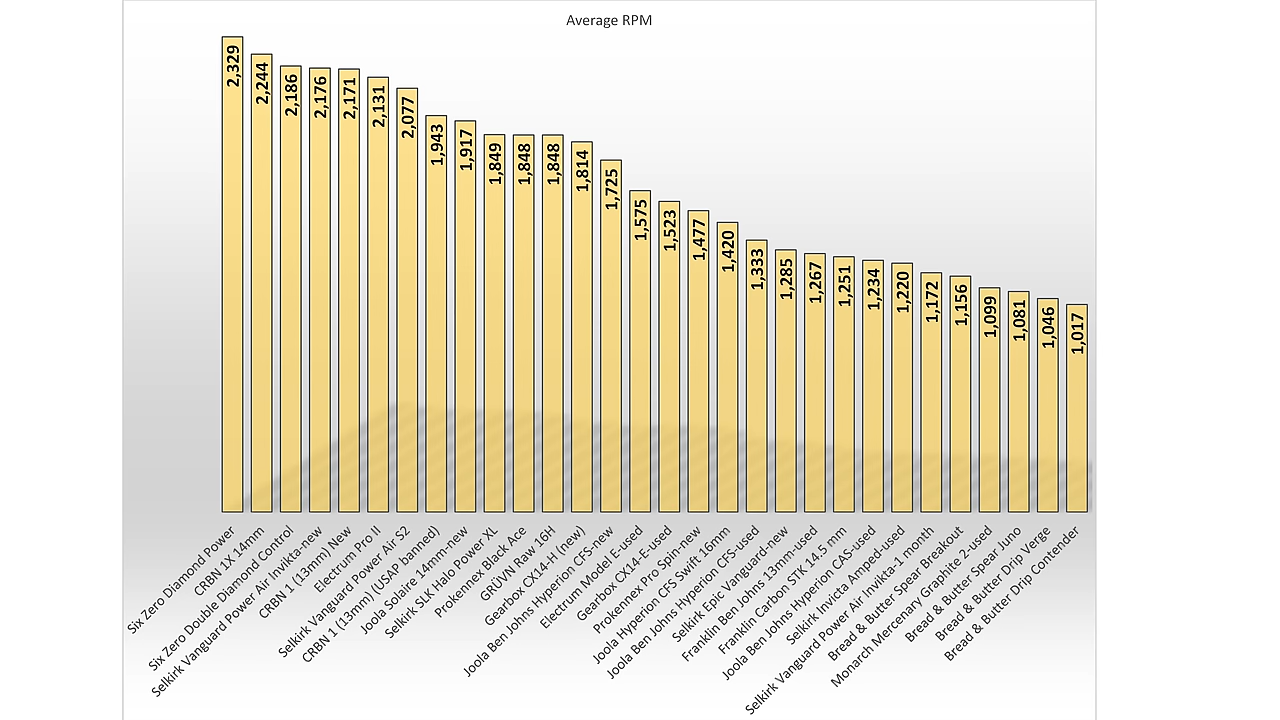 Average RPM
2,329
2,244
2,186
2,176
2,171
2,131
2,077
1,943
1,917
1,849
1,848
1,848
1,814
1,725
1,575
1,523
1,477
1,420
1,333
1,285
1,267
1,251
1,234
1,220
1,172
1,156
1,099
1,081
1,046
1,017
Six Zero Diamond Power
CRBN 1X 14mm
Six Zero Double Diamond Control
Selkirk Vanguard Power Air Invikta-new
CRBN 1 (13mm) New
Electrum Pro II
Selkirk Vanguard Power Air S2
CRBN 1 (13mm) (USAP banned)
Joola Solaire 14mm-new
Selkirk SLK Halo Power XL
Prokennex Black Ace
GRÜVN Raw 16H
Gearbox CX14-H (new)
Joola Ben Johns Hyperion CFS-new
Electrum Model E-used
Gearbox CX14-E-used
Prokennex Pro Spin-new
Joola Hyperion CFS Swift 16mm
Joola Ben Johns Hyperion CFS-used
Selkirk Epic Vanguard-new
Franklin Ben Johns 13mm-used
Franklin Carbon STK 14.5 mm
Joola Ben Johns Hyperion CAS-used
Selkirk Invicta Amped-used
Selkirk Vanguard Power Air Invikta-1 month
Bread & Butter Spear Breakout
Monarch Mercenary Graphite 2-used
Bread & Butter Spear Juno
Bread & Butter Drip Verge
Bread & Butter Drip Contender